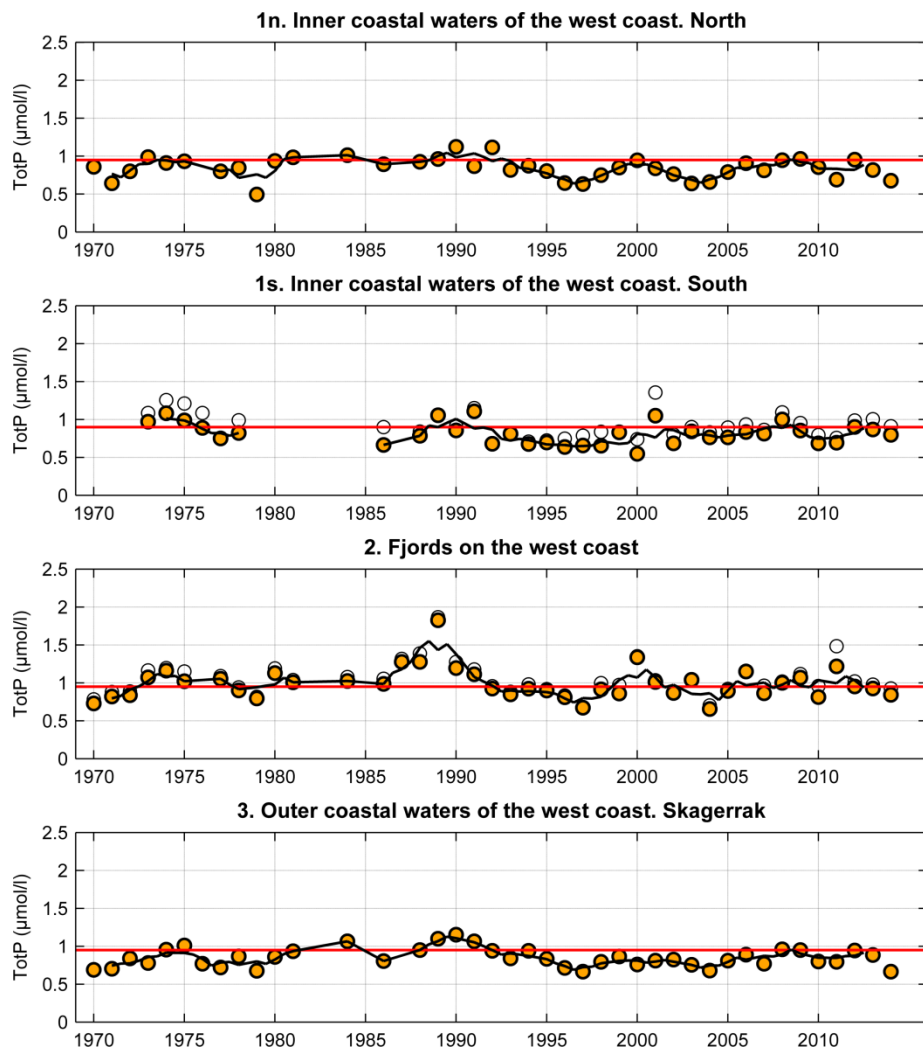 1n. Inner coastal waters of the west coast. North
2.5
2
1.5
1
0.5
0
TotP (µmol/l)
1970 1975 1980 1985 1990 1995 2000 2005 2010
1s. Inner coastal waters of the west coast. South
2.5
2
1.5
1
0.5
0
TotP (µmol/l)
1970 1975 1980 1985 1990 1995 2000 2005 2010
2. Fjords on the west coast
2.5
2
1.5
1
0.5
0
TotP (µmol/l)
1970 1975 1980 1985 1990 1995 2000 2005 2010
3. Outer coastal waters of the west coast. Skagerrak
2.5
2
1.5
1
0.5
0
TotP (µmol/l)
1970 1975 1980 1985 1990 1995 2000 2005 2010